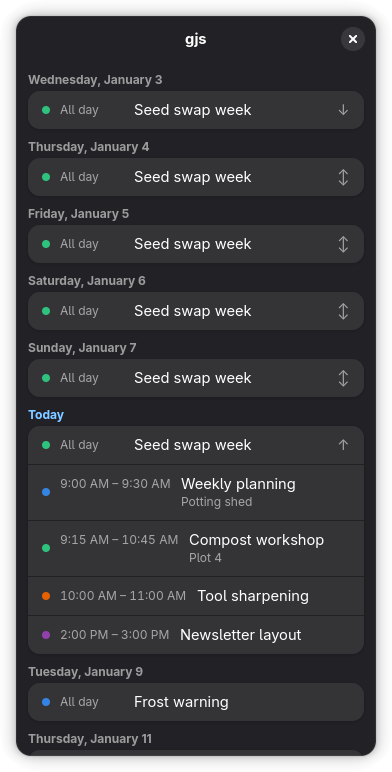 gjs
Wednesday, January 3
All day Seed swap week
Thursday, January 4
All day Seed swap week
Friday, January 5
All day Seed swap week
Saturday, January 6
All day Seed swap week
Sunday, January 7
All day Seed swap week
Today
All day Seed swap week
9:00 AM – 9:30 AM Weekly planning
Potting shed
9:15 AM – 10:45 AM Compost workshop
Plot 4
10:00 AM – 11:00 AM Tool sharpening
2:00 PM – 3:00 PM Newsletter layout
Tuesday, January 9
All day Frost warning
Thursday, January 11